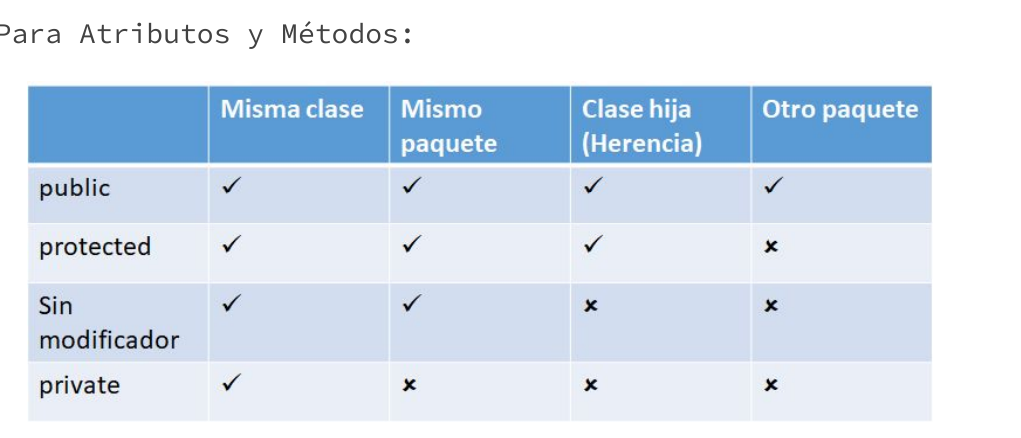 Para Atributos y Métodos:
Misma clase Mismo paquete Clase hija (Herencia) Otro paquete
public ✓ ✓ ✓ ✓
protected ✓ ✓ ✓ ×
Sin modificador ✓ ✓ × ×
private ✓ × × ×